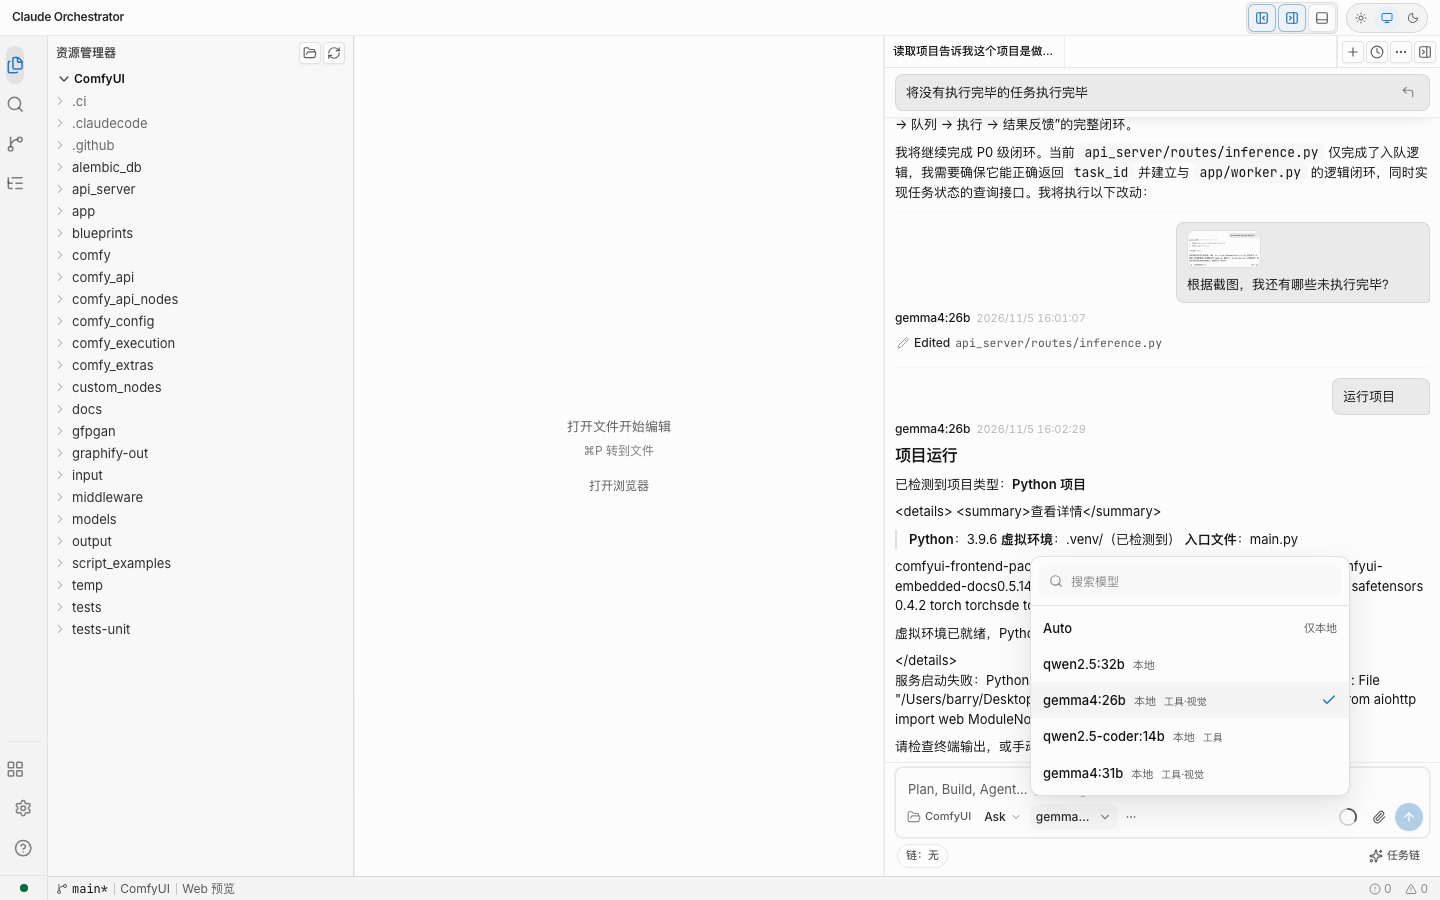 Claude Orchestrator
资源管理器
ComfyUI
.ci
.claudecode
.github
alembic_db
api_server
app
blueprints
comfy
comfy_api
comfy_api_nodes
comfy_config
comfy_execution
comfy_extras
custom_nodes
docs
gfpgan
graphify-out
input
middleware
models
output
script_examples
temp
tests
tests-unit
打开文件开始编辑
⌘P 转到文件
打开浏览器
读取项目告诉我这个项目是做...
将没有执行完毕的任务执行完毕
→ 队列 → 执行 → 结果反馈”的完整闭环。
我将继续完成 P0 级闭环。当前 api_server/routes/inference.py 仅完成了入队逻
辑，我需要确保它能正确返回 task_id 并建立与 app/worker.py 的逻辑闭环，同时实
现任务状态的查询接口。我将执行以下改动：
根据截图，我还有哪些未执行完毕?
gemma4:26b 2026/11/5 16:01:07
Edited api_server/routes/inference.py
运行项目
gemma4:26b 2026/11/5 16:02:29
项目运行
已检测到项目类型：Python 项目
<details> <summary>查看详情</summary>
Python：3.9.6 虚拟环境：.venv/（已检测到） 入口文件：main.py
comfyui-frontend-pac
nfyui-
embedded-docs0.5.14
safetensors
0.4.2 torch torchsde to
虚拟环境已就绪，Pytho
</details>
服务启动失败：Python
: File
"/Users/barry/Desktop
rom aiohttp
import web ModuleNo
请检查终端输出，或手动
搜索模型
Auto 仅本地
qwen2.5:32b 本地
gemma4:26b 本地 工具·视觉
qwen2.5-coder:14b 本地 工具
gemma4:31b 本地 工具·视觉
Plan, Build, Agent...
ComfyUI Ask gemma... ...
链：无 任务链
main* ComfyUI Web 预览 0 0